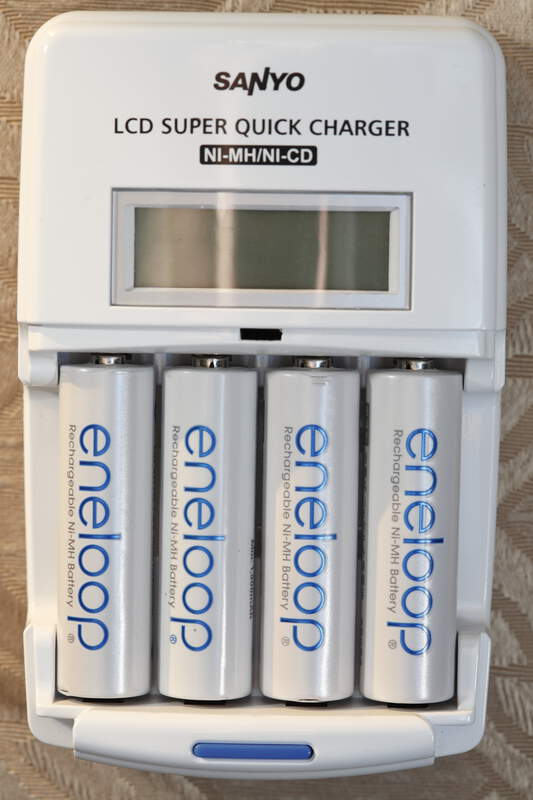 SANYO
LCD SUPER QUICK CHARGER
NI-MH/NI-CD
eneloop
Rechargeable Ni-MH Battery ®
eneloop
Rechargeable Ni-MH Battery ®
eneloop
Rechargeable Ni-MH Battery ®
eneloop
Rechargeable Ni-MH Battery ®